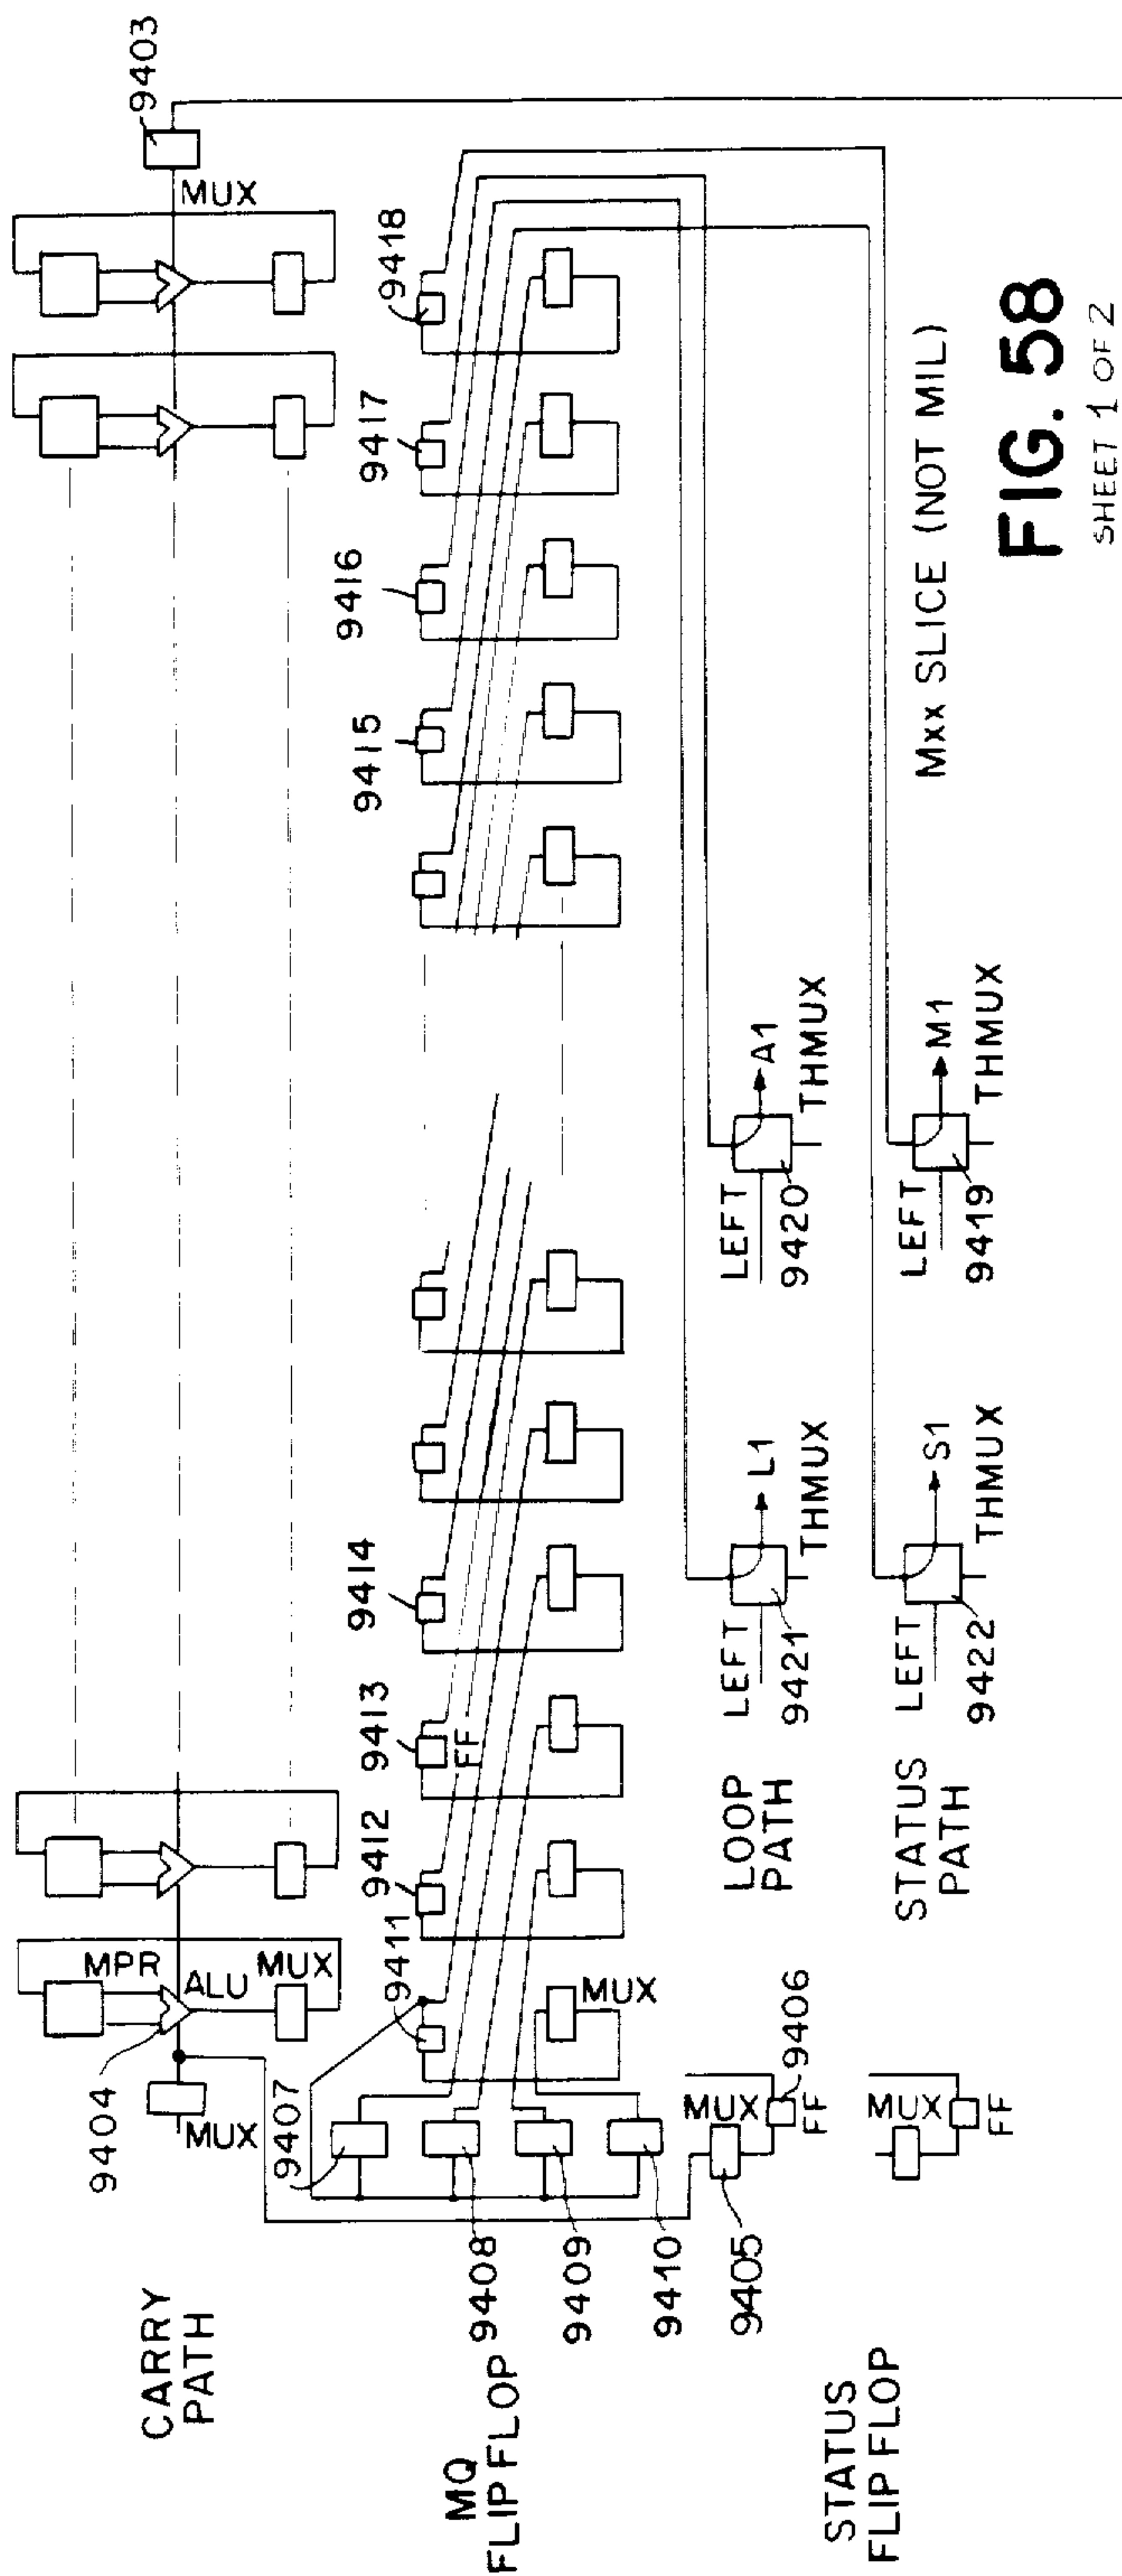 CARRY
PATH
9404
MUX
MPR
ALU
MUX
MUX
9403
MQ
FLIP FLOP
9407
9408
9409
9410
9411
9412
9413
FF
9414
9415
9416
9417
9418
MUX
9405
MUX
9406
FF
STATUS
FLIP FLOP
MUX
FF
LOOP
PATH
LEFT
9421
L1
THMUX
LEFT
9420
A1
THMUX
STATUS
PATH
LEFT
9422
S1
THMUX
LEFT
9419
M1
THMUX
Mxx SLICE (NOT MIL)
FIG. 58
SHEET 1 OF 2